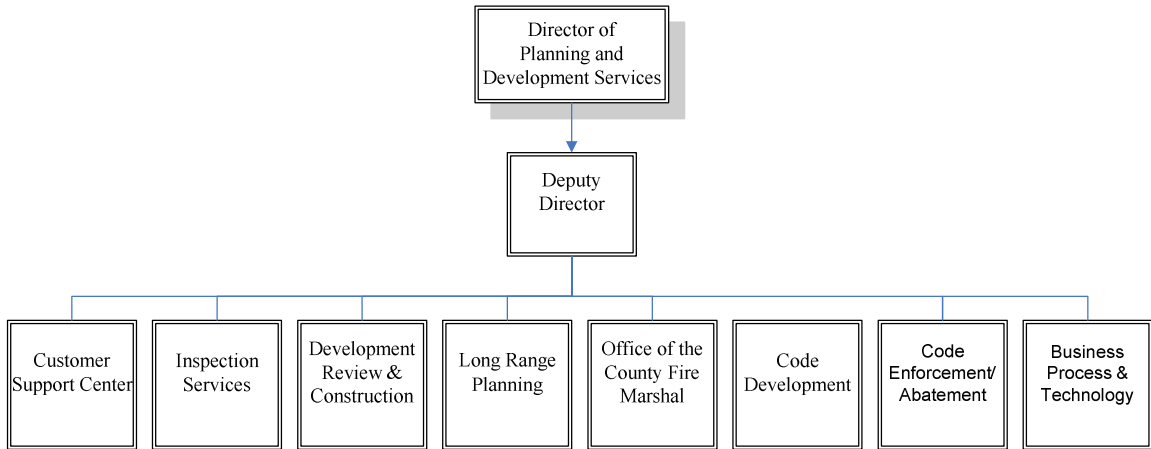 Director of
Planning and
Development Services
Deputy
Director
Customer
Support Center
Inspection
Services
Development
Review &
Construction
Long Range
Planning
Office of the
County Fire
Marshal
Code
Development
Code
Enforcement/
Abatement
Business
Process &
Technology